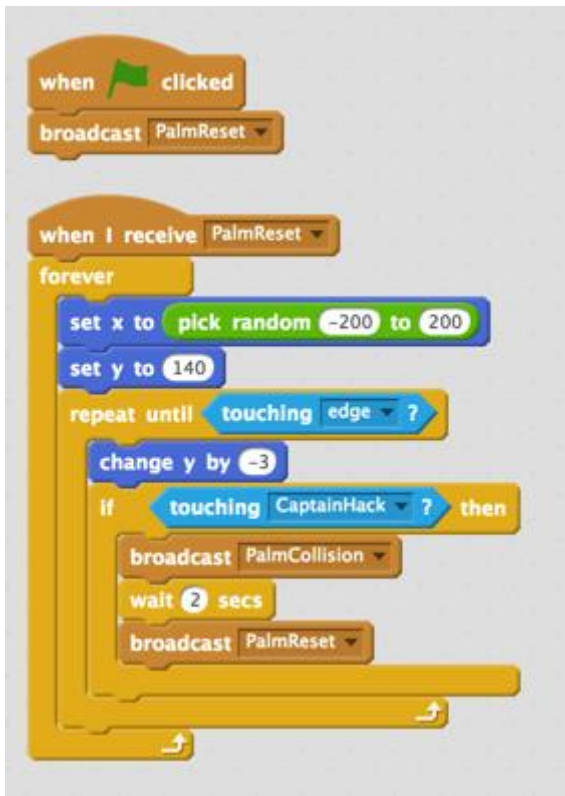 when clicked
broadcast PalmReset
when I receive PalmReset
forever
set x to pick random -200 to 200
set y to 140
repeat until touching edge ?
change y by -3
if touching CaptainHack ? then
broadcast PalmCollision
wait 2 secs
broadcast PalmReset